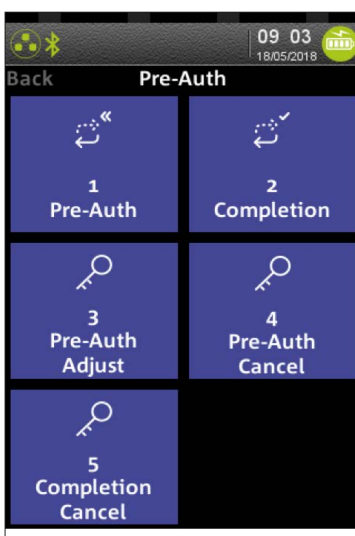 09 03
18/05/2018
Back Pre-Auth
1
Pre-Auth
2
Completion
3
Pre-Auth
Adjust
4
Pre-Auth
Cancel
5
Completion
Cancel